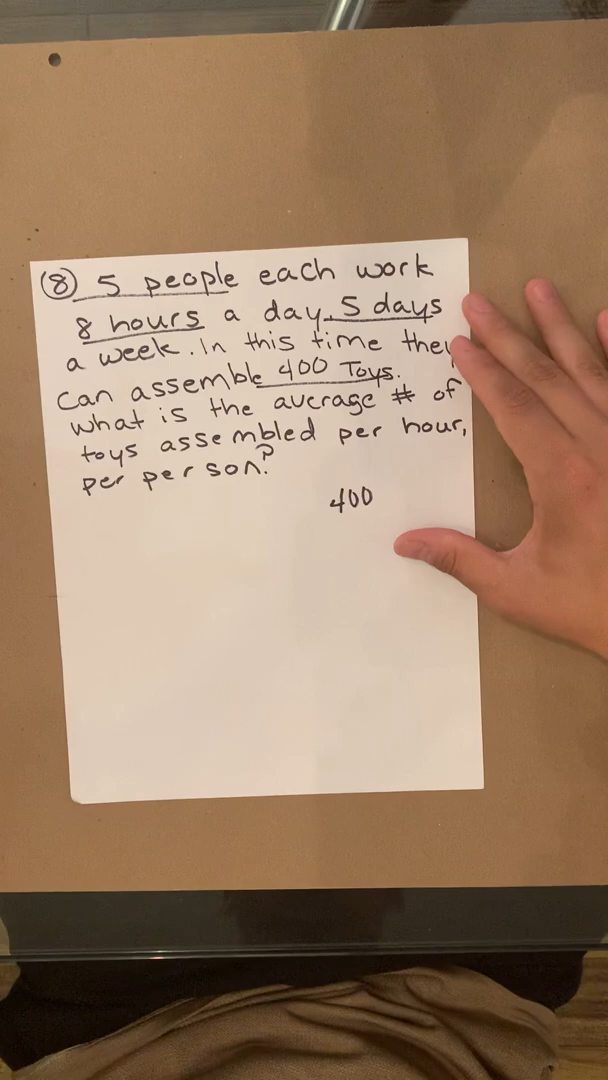 (8) 5 people each work
8 hours a day, 5 days
a week. In this time they
can assemble 400 Toys.
what is the average # of
toys assembled per hour,
per person?
400